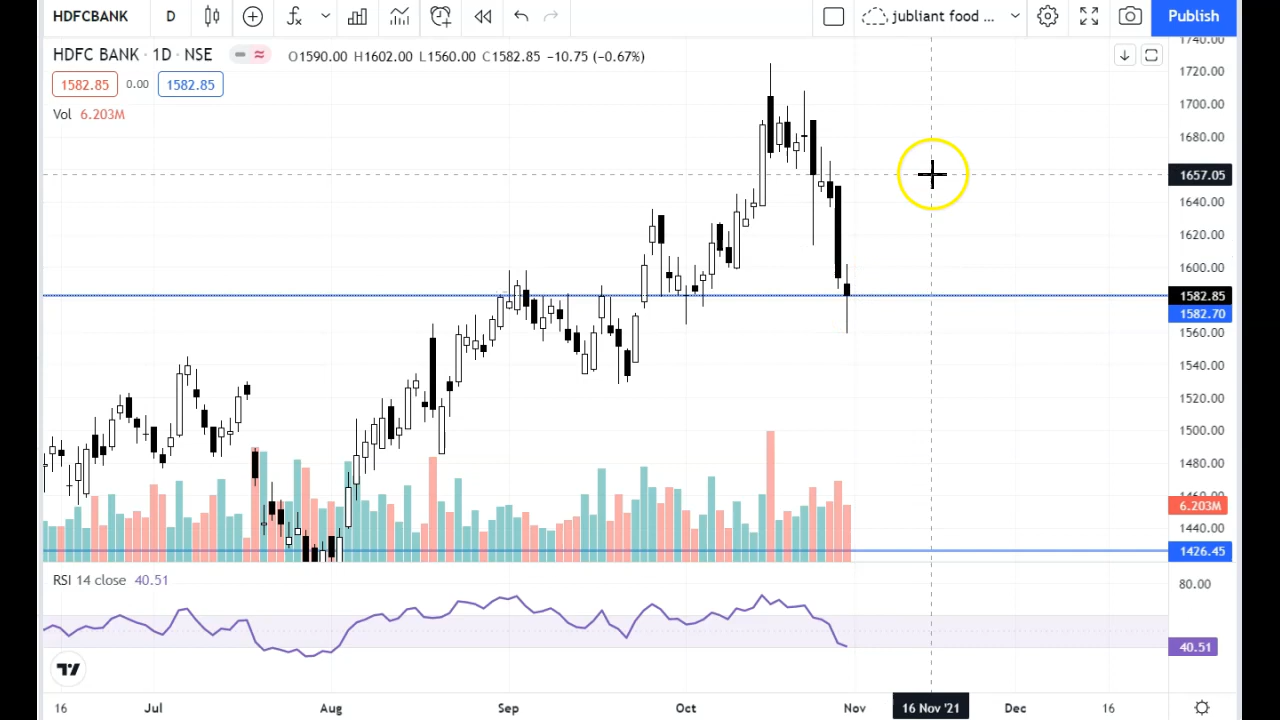 HDFCBANK D jubliant food ... Publish
HDFC BANK · 1D · NSE O1590.00 H1602.00 L1560.00 C1582.85 −10.75 (−0.67%)
1582.85 0.00 1582.85
Vol 6.203M
1740.00
1720.00
1700.00
1680.00
1657.05
1640.00
1620.00
1600.00
1582.85
1582.70
1560.00
1540.00
1520.00
1500.00
1480.00
1460.00
6.203M
1440.00
1426.45
RSI 14 close 40.51
80.00
40.51
16 Jul Aug Sep Oct Nov 16 Nov '21 Dec 16